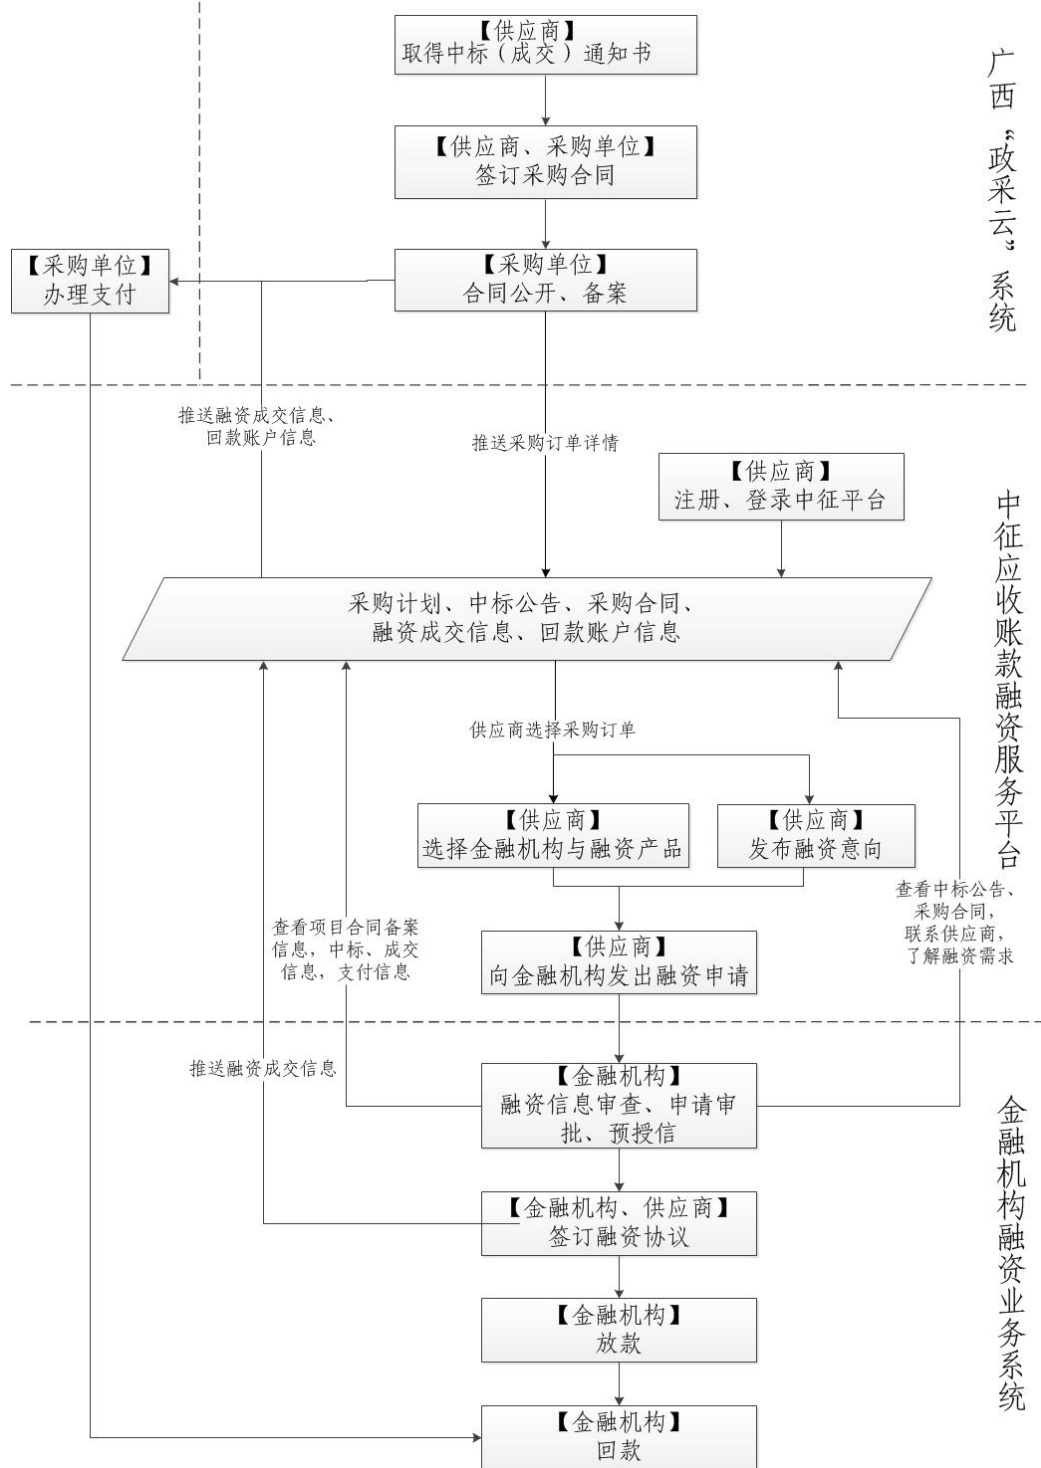 【供应商】
取得中标（成交）通知书
【供应商、采购单位】
签订采购合同
【采购单位】
合同公开、备案
【采购单位】
办理支付
广西“政采云”系统
推送融资成交信息、
回款账户信息
推送采购订单详情
【供应商】
注册、登录中征平台
采购计划、中标公告、采购合同、
融资成交信息、回款账户信息
中征应收账款融资服务平台
供应商选择采购订单
【供应商】
选择金融机构与融资产品
【供应商】
发布融资意向
查看中标公告、
采购合同，
联系供应商，
了解融资需求
查看项目合同备案
信息，中标、成交
信息，支付信息
【供应商】
向金融机构发出融资申请
推送融资成交信息
【金融机构】
融资信息审查、申请审
批、预授信
金融机构融资业务系统
【金融机构、供应商】
签订融资协议
【金融机构】
放款
【金融机构】
回款